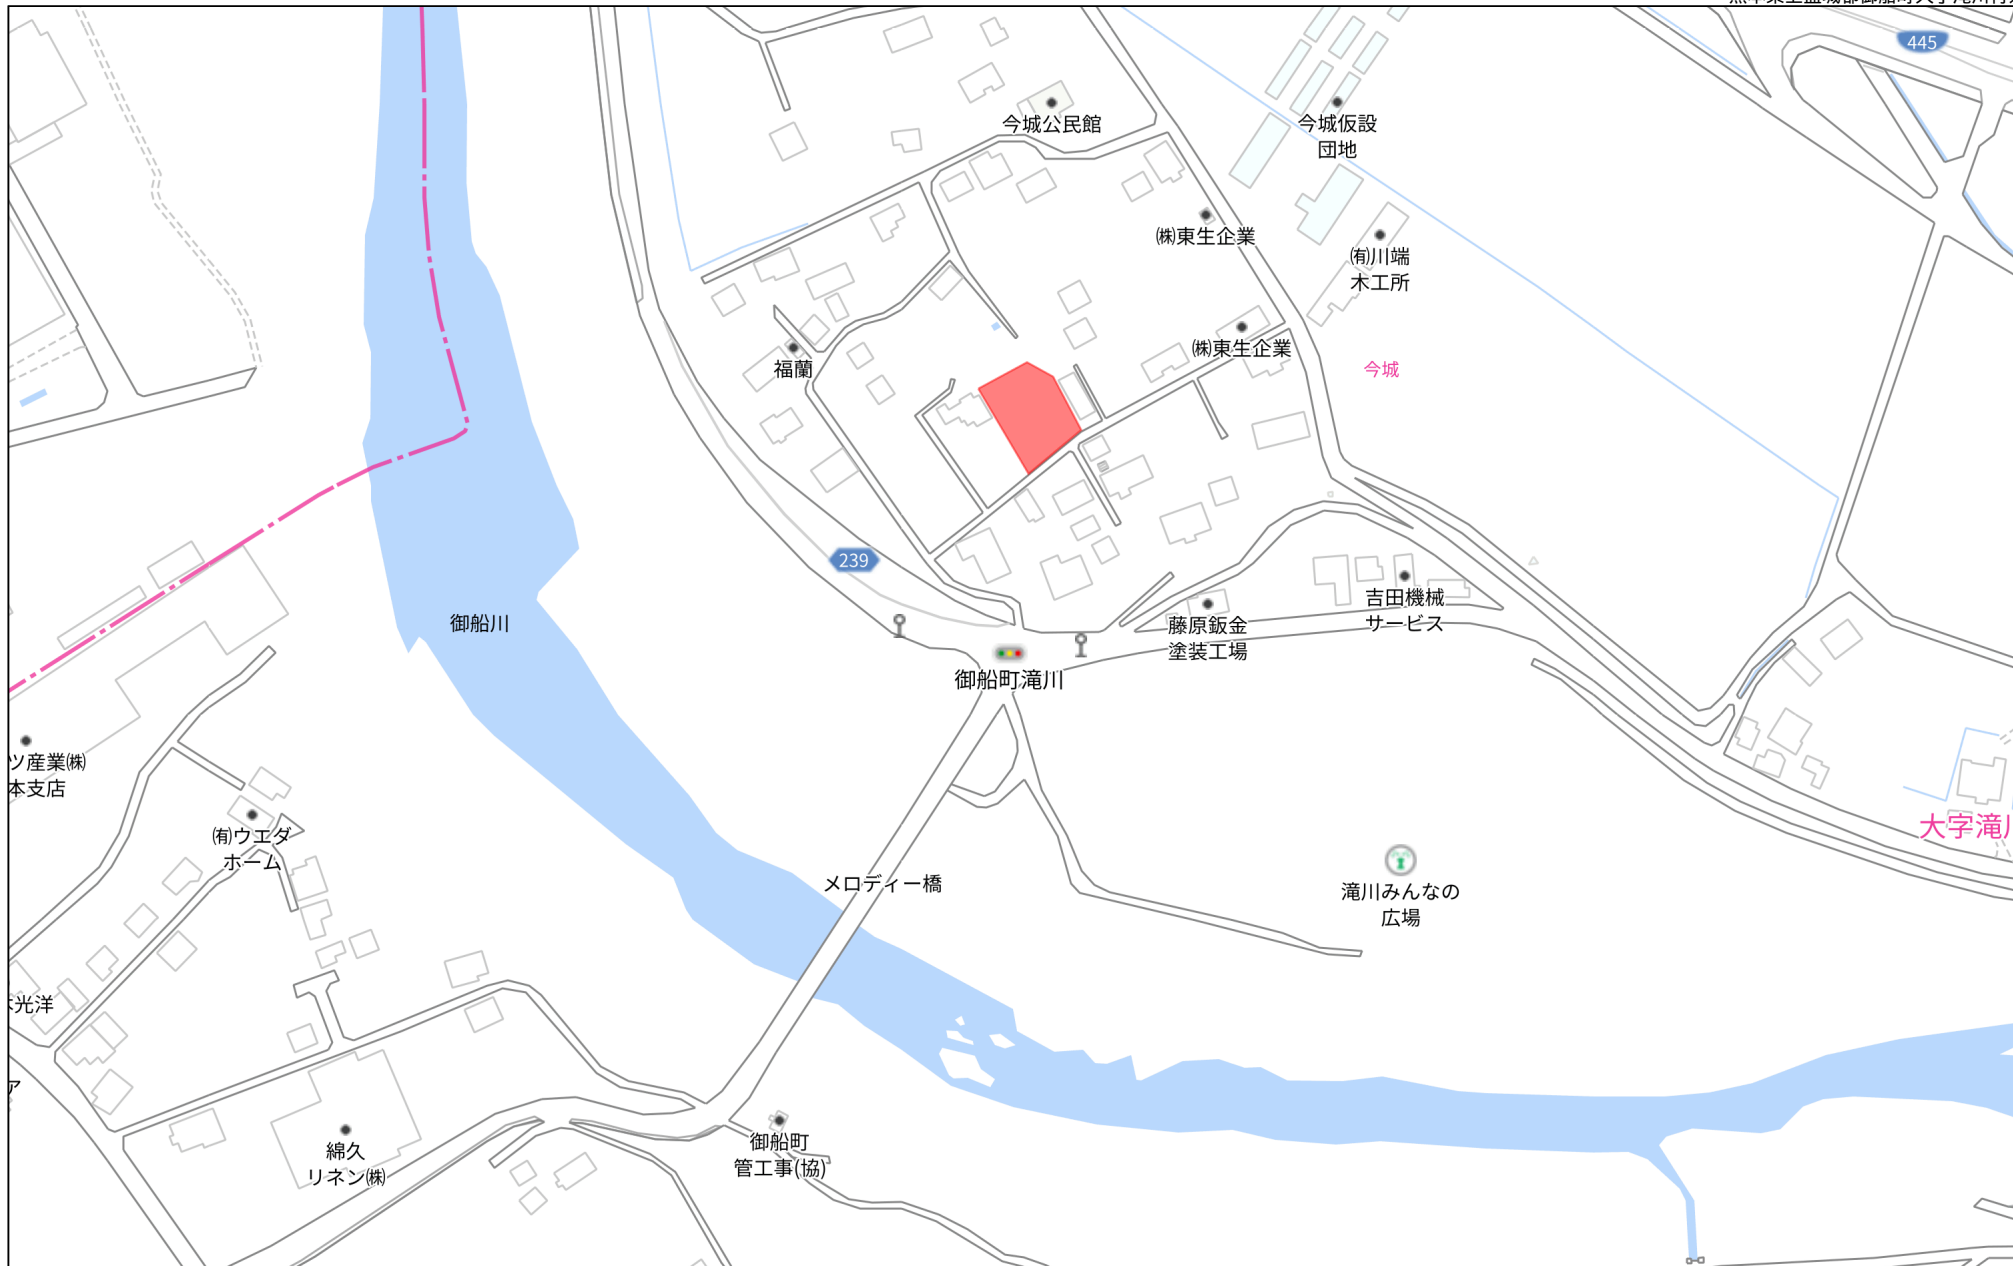 445
今城公民館
今城仮設
団地
㈱東生企業
㈲川端
木工所
㈱東生企業
福蘭
今城
239
御船川
吉田機械
サービス
藤原鈑金
塗装工場
御船町滝川
ツ産業㈱
本支店
㈲ウエダ
ホーム
大字滝川
メロディー橋
滝川みんなの
広場
光洋
ア
綿久
リネン㈱
御船町
管工事(協)